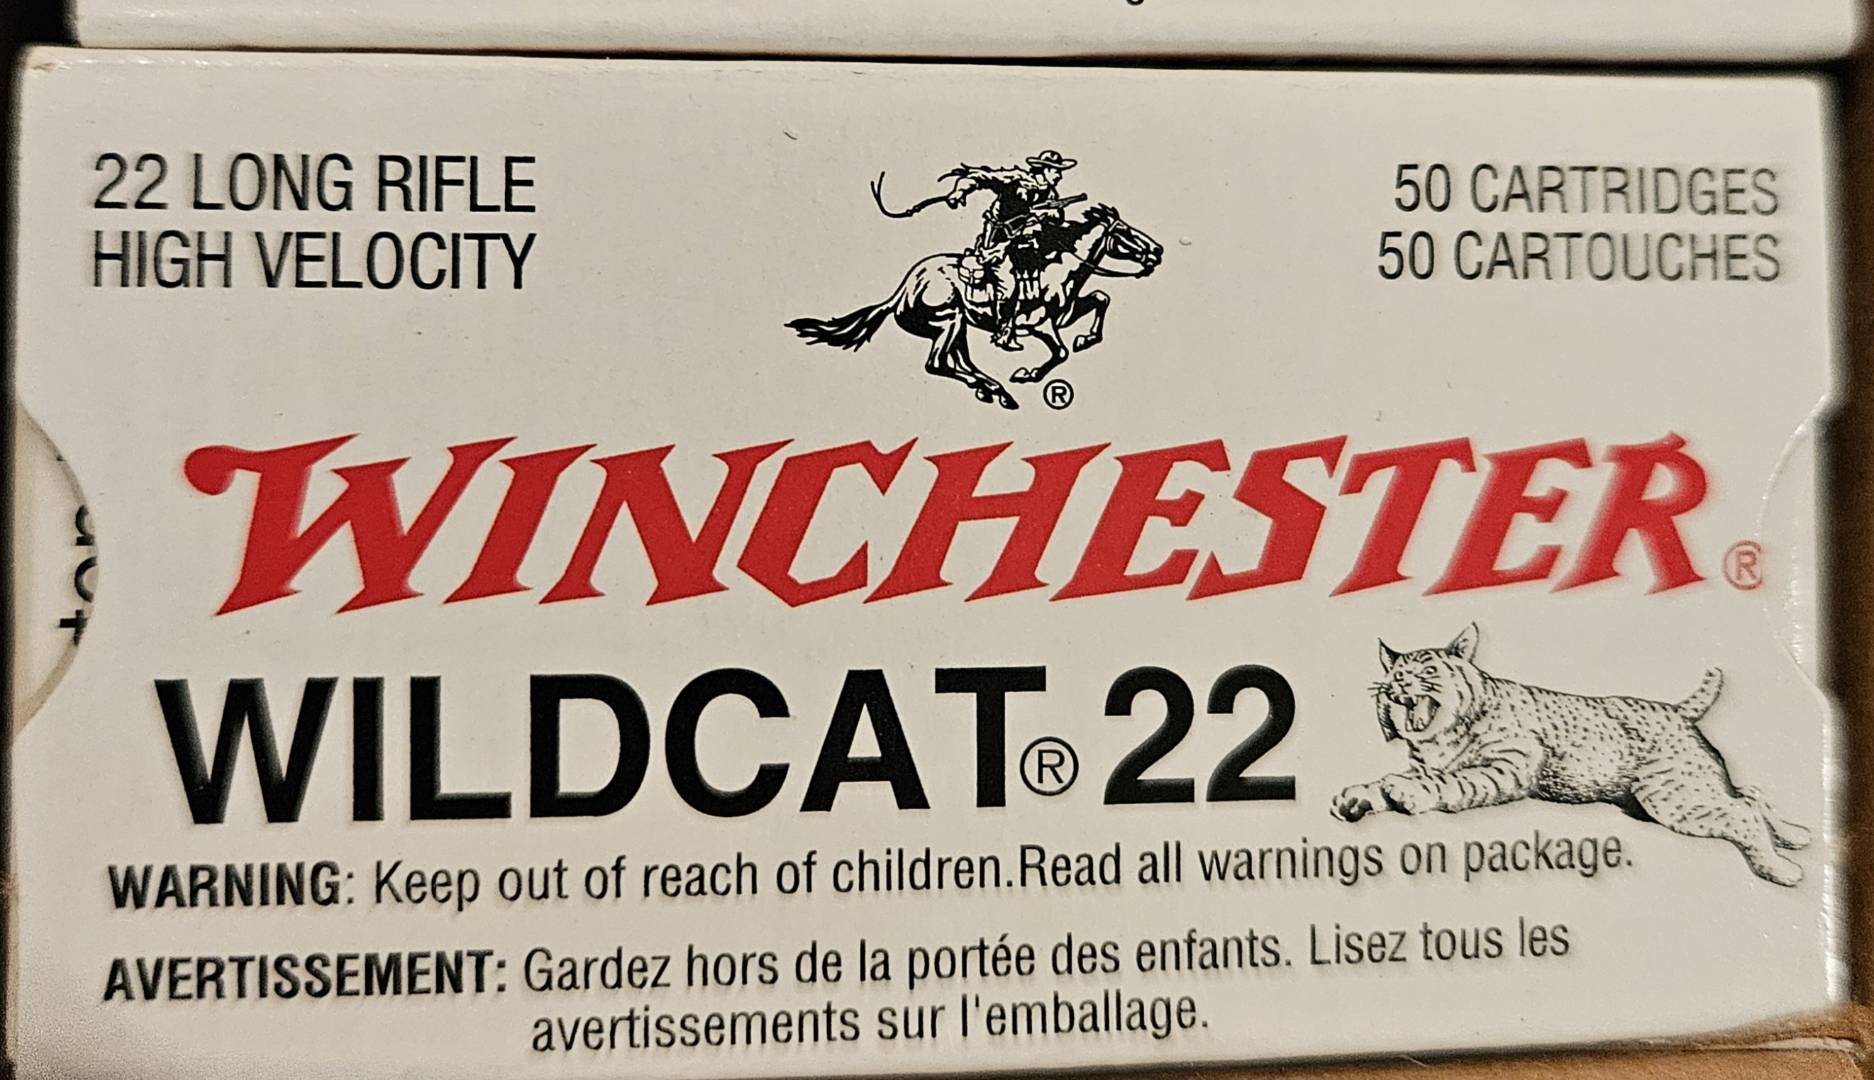 22 LONG RIFLE
HIGH VELOCITY
50 CARTRIDGES
50 CARTOUCHES
®
WINCHESTER®
WILDCAT® 22
WARNING: Keep out of reach of children.Read all warnings on package.
AVERTISSEMENT: Gardez hors de la portée des enfants. Lisez tous les
avertissements sur l'emballage.